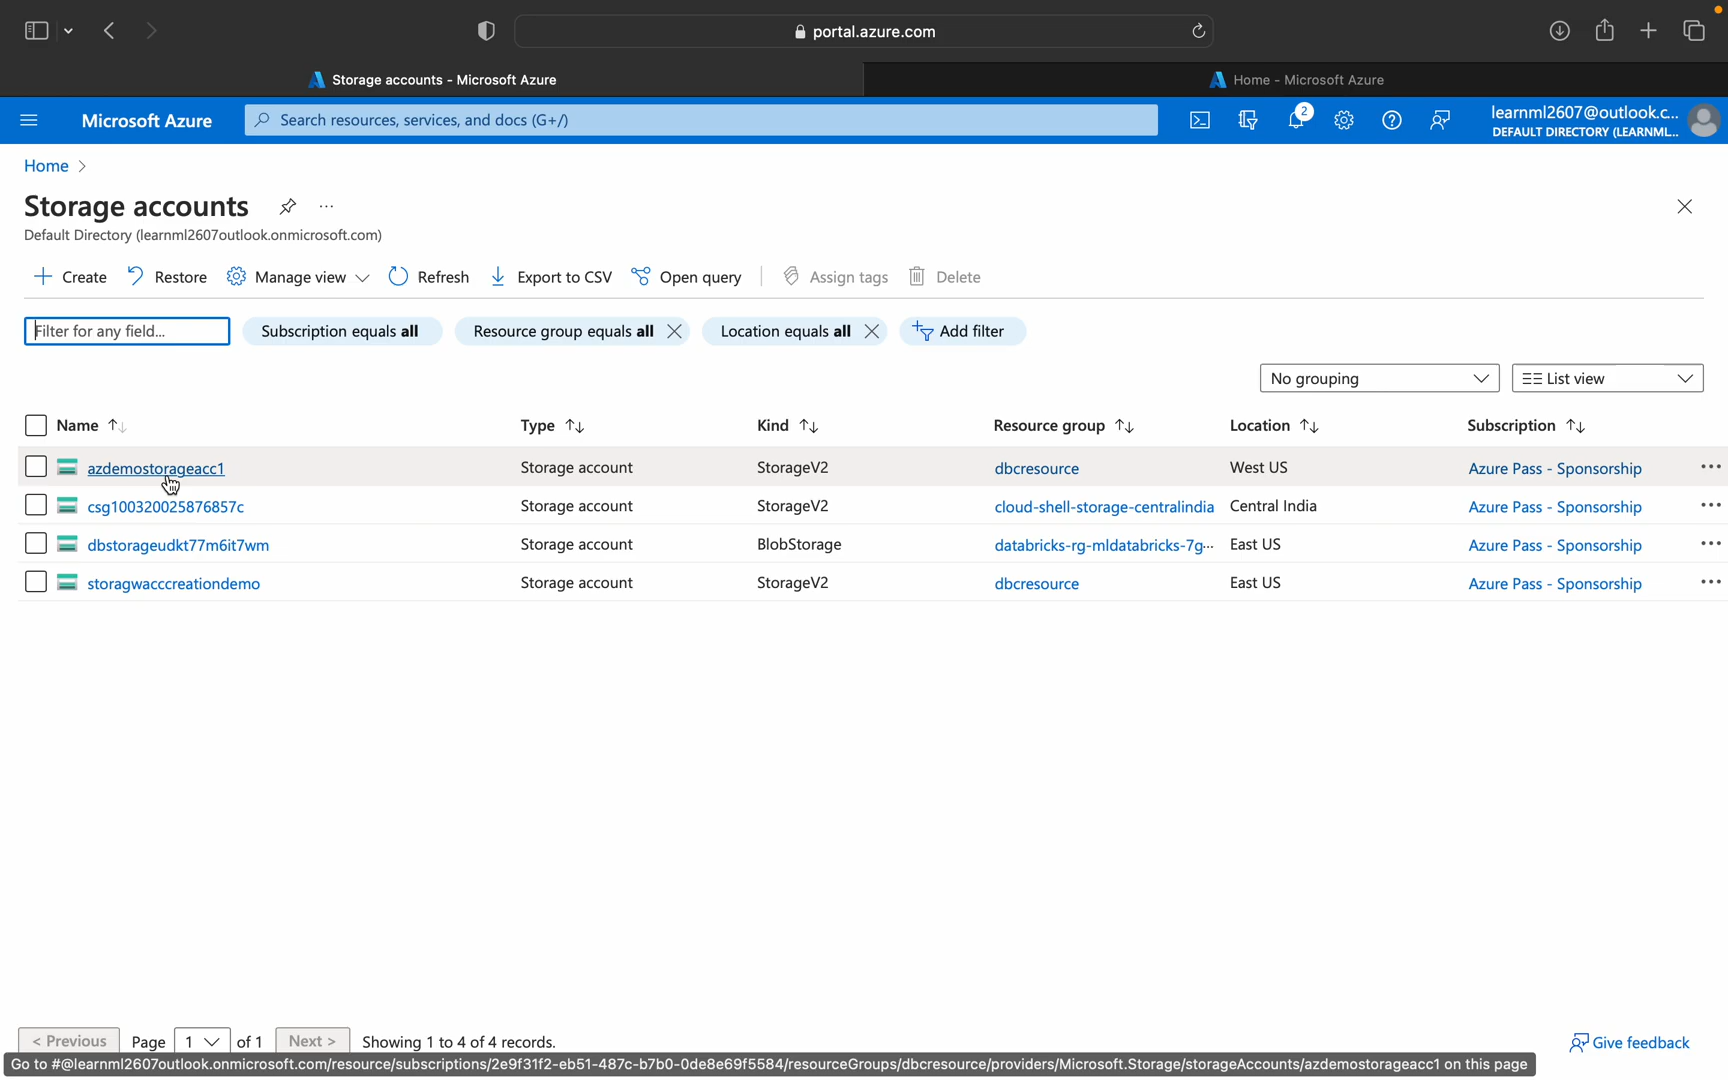 portal.azure.com
Storage accounts - Microsoft Azure
Home - Microsoft Azure
Microsoft Azure
Search resources, services, and docs (G+/)
2
learnml2607@outlook.c...
DEFAULT DIRECTORY (LEARNML...
Home
Storage accounts
Default Directory (learnml2607outlook.onmicrosoft.com)
Create
Restore
Manage view
Refresh
Export to CSV
Open query
Assign tags
Delete
Filter for any field...
Subscription equals all
Resource group equals all
Location equals all
Add filter
No grouping
List view
Name Type Kind Resource group Location Subscription
azdemostorageacc1 Storage account StorageV2 dbcresource West US Azure Pass - Sponsorship
csg100320025876857c Storage account StorageV2 cloud-shell-storage-centralindia Central India Azure Pass - Sponsorship
dbstorageudkt77m6it7wm Storage account BlobStorage databricks-rg-mldatabricks-7g... East US Azure Pass - Sponsorship
storagwacccreationdemo Storage account StorageV2 dbcresource East US Azure Pass - Sponsorship
< Previous Page 1 of 1 Next > Showing 1 to 4 of 4 records.
Give feedback
Go to #@learnml2607outlook.onmicrosoft.com/resource/subscriptions/2e9f31f2-eb51-487c-b7b0-0de8e69f5584/resourceGroups/dbcresource/providers/Microsoft.Storage/storageAccounts/azdemostorageacc1 on this page